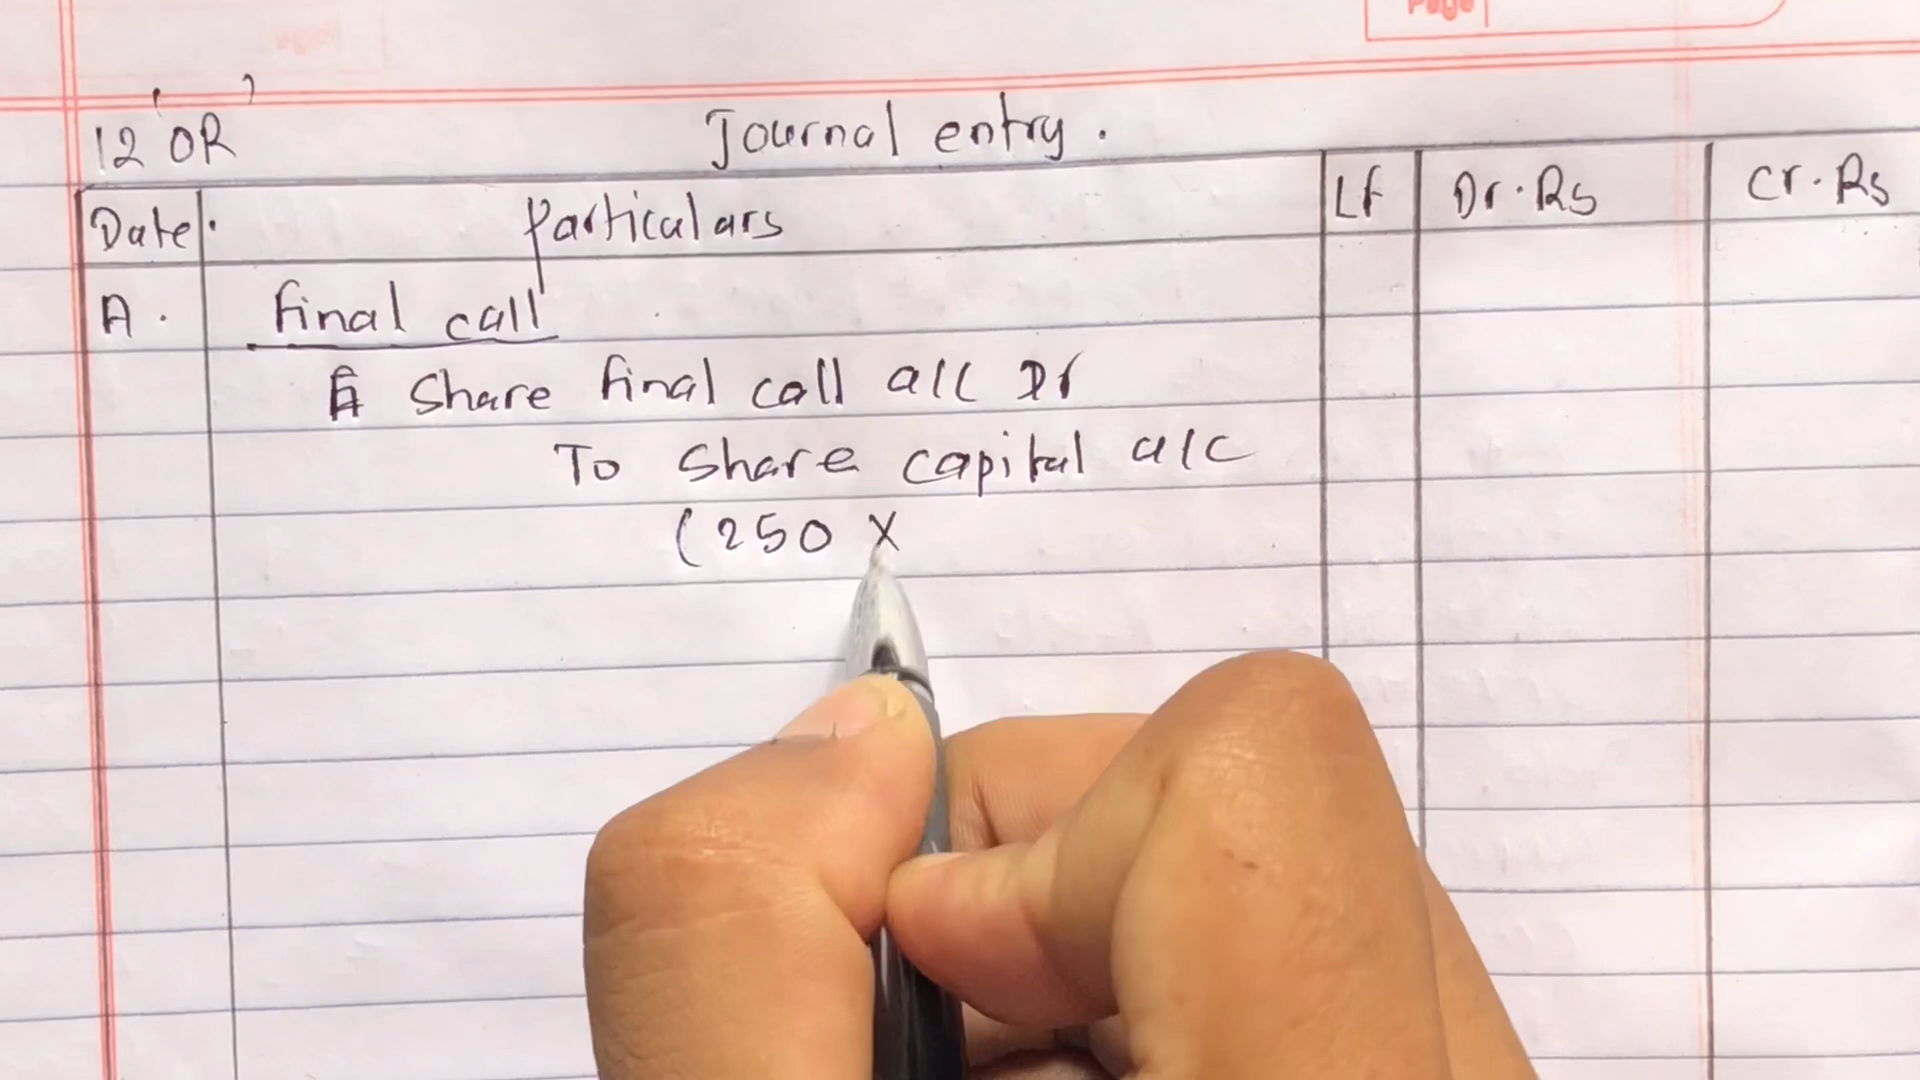 Page
12 'OR'
Journal entry.
Date. Particulars LF Dr. Rs Cr. Rs
A. final call
Share final call a/c Dr
To Share capital a/c
(250 X